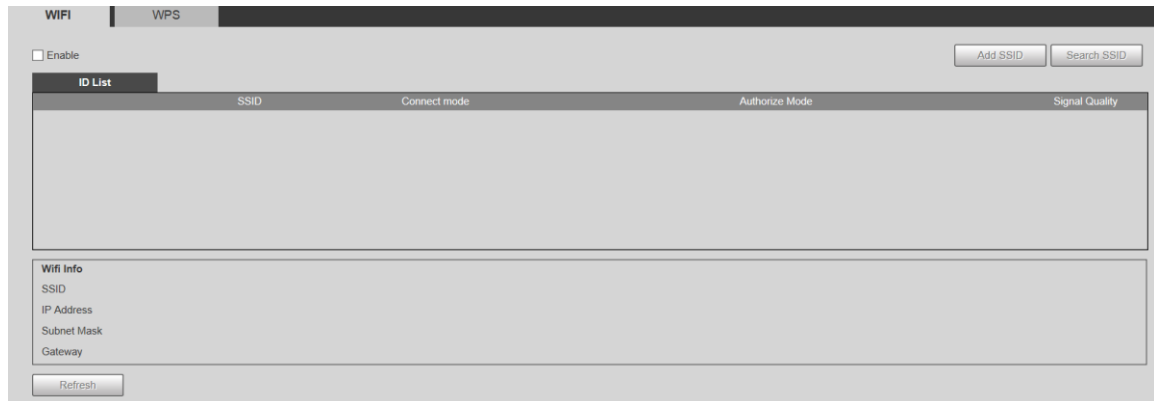 WIFI WPS
Enable Add SSID Search SSID
ID List
SSID Connect mode Authorize Mode Signal Quality
Wifi Info
SSID
IP Address
Subnet Mask
Gateway
Refresh